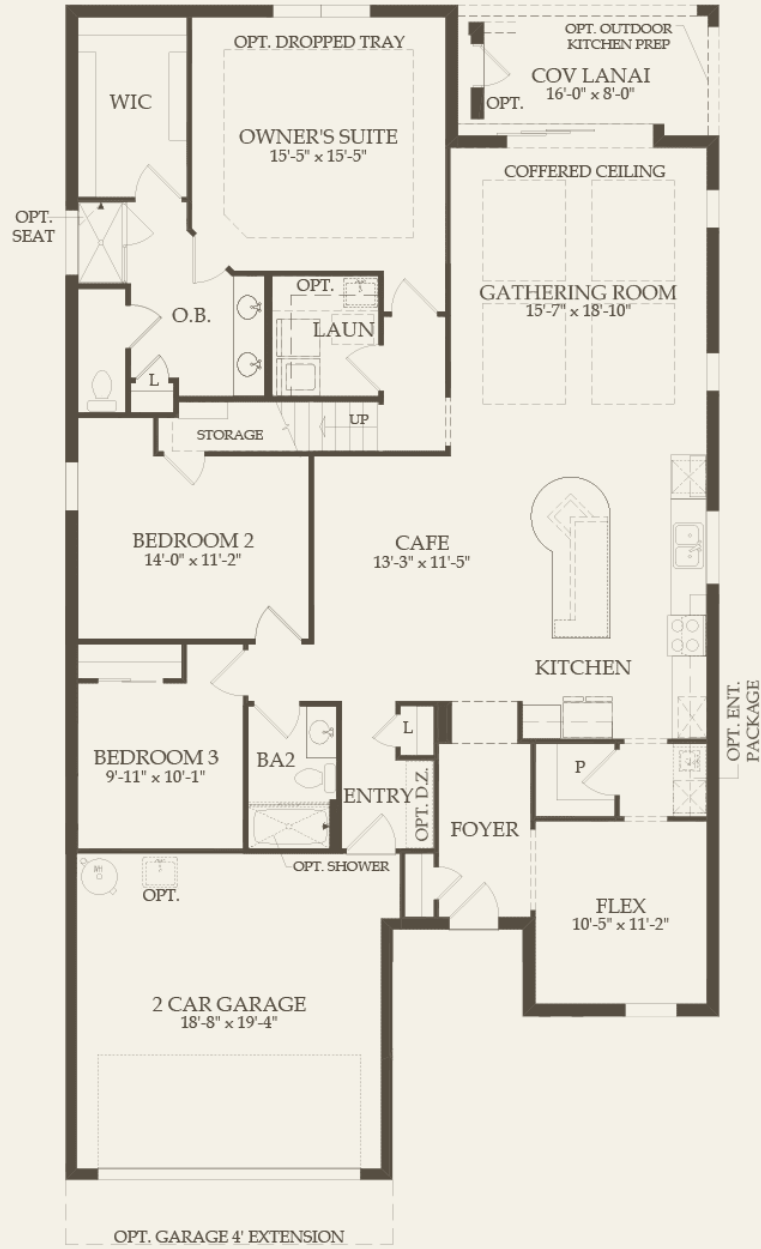 OPT. OUTDOOR
KITCHEN PREP
OPT. DROPPED TRAY
COV LANAI
16'-0" x 8'-0"
OPT.
WIC
OWNER'S SUITE
15'-5" x 15'-5"
COFFERED CEILING
OPT.
SEAT
GATHERING ROOM
15'-7" x 18'-10"
OPT.
O.B.
LAUN
L
UP
STORAGE
BEDROOM 2
14'-0" x 11'-2"
CAFE
13'-3" x 11'-5"
KITCHEN
OPT. ENT.
PACKAGE
L
BEDROOM 3
9'-11" x 10'-1"
BA2
P
ENTRY
OPT. D.Z.
FOYER
OPT. SHOWER
OPT.
FLEX
10'-5" x 11'-2"
2 CAR GARAGE
18'-8" x 19'-4"
OPT. GARAGE 4' EXTENSION